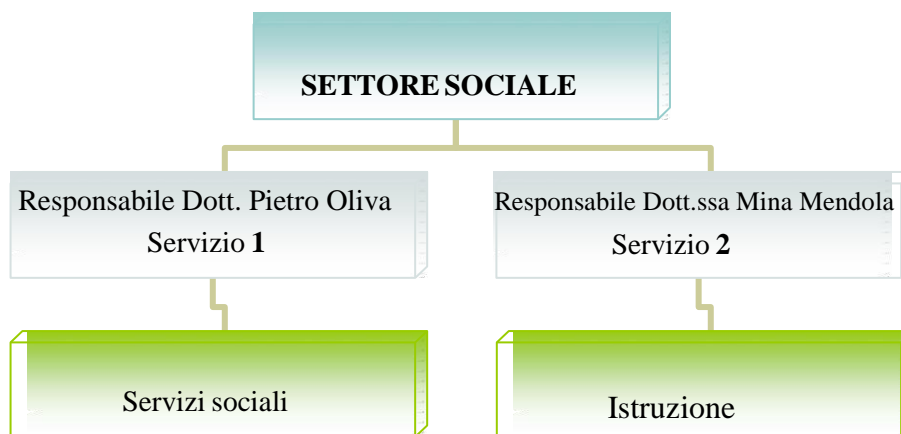 SETTORE SOCIALE
Responsabile Dott. Pietro Oliva
Servizio 1
Responsabile Dott.ssa Mina Mendola
Servizio 2
Servizi sociali
Istruzione